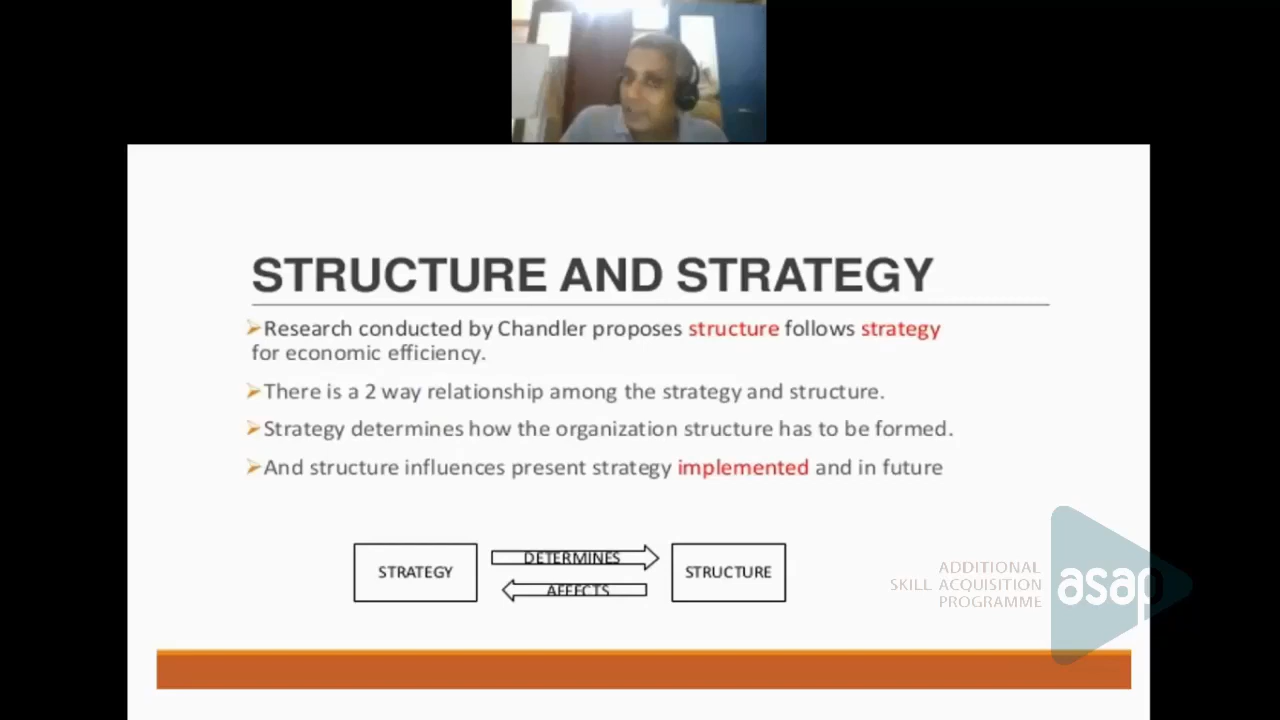 STRUCTURE AND STRATEGY
➢Research conducted by Chandler proposes structure follows strategy
for economic efficiency.
➢There is a 2 way relationship among the strategy and structure.
➢Strategy determines how the organization structure has to be formed.
➢And structure influences present strategy implemented and in future
STRATEGY
DETERMINES
AFFECTS
STRUCTURE
ADDITIONAL
SKILL ACQUISITION
PROGRAMME
asap